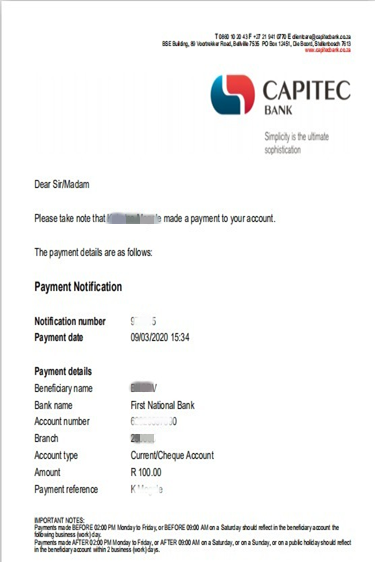 T 0860 10 20 43 F +27 21 941 0770 E clientcare@capitecbank.co.za
BSE Building, 89 Voortrekker Road, Bellville 7535 PO Box 12451, Die Boord, Stellenbosch 7613
www.capitecbank.co.za
CAPITEC
BANK
Simplicity is the ultimate
sophistication
Dear Sir/Madam
Please take note that made a payment to your account.
The payment details are as follows:
Payment Notification
Notification number 9 5
Payment date 09/03/2020 15:34
Payment details
Beneficiary name V
Bank name First National Bank
Account number 6 0
Branch 2
Account type Current/Cheque Account
Amount R 100.00
Payment reference K
IMPORTANT NOTES:
Payments made BEFORE 02:00 PM Monday to Friday, or BEFORE 09:00 AM on a Saturday should reflect in the beneficiary account the
following business (work) day.
Payments made AFTER 02:00 PM Monday to Friday, or AFTER 09:00 AM on a Saturday, or on a Sunday, or on a public holiday should reflect
in the beneficiary account within 2 business (work) days.